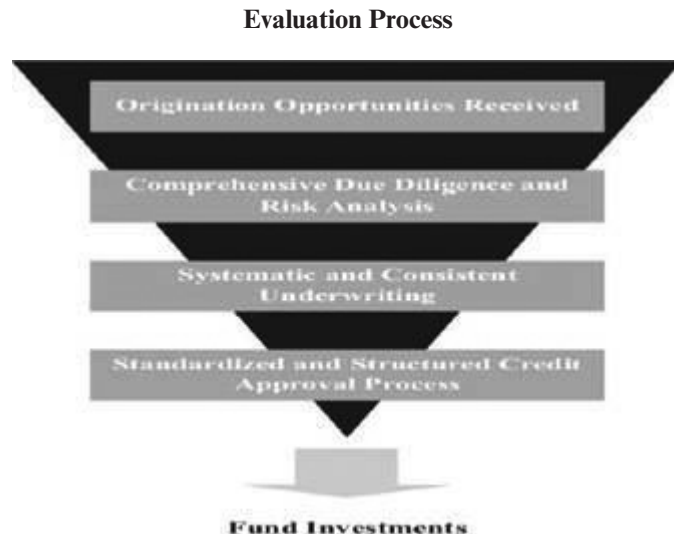 Evaluation Process
Origination Opportunities Received
Comprehensive Due Diligence and
Risk Analysis
Systematic and Consistent
Underwriting
Standardized and Structured Credit
Approval Process
Fund Investments